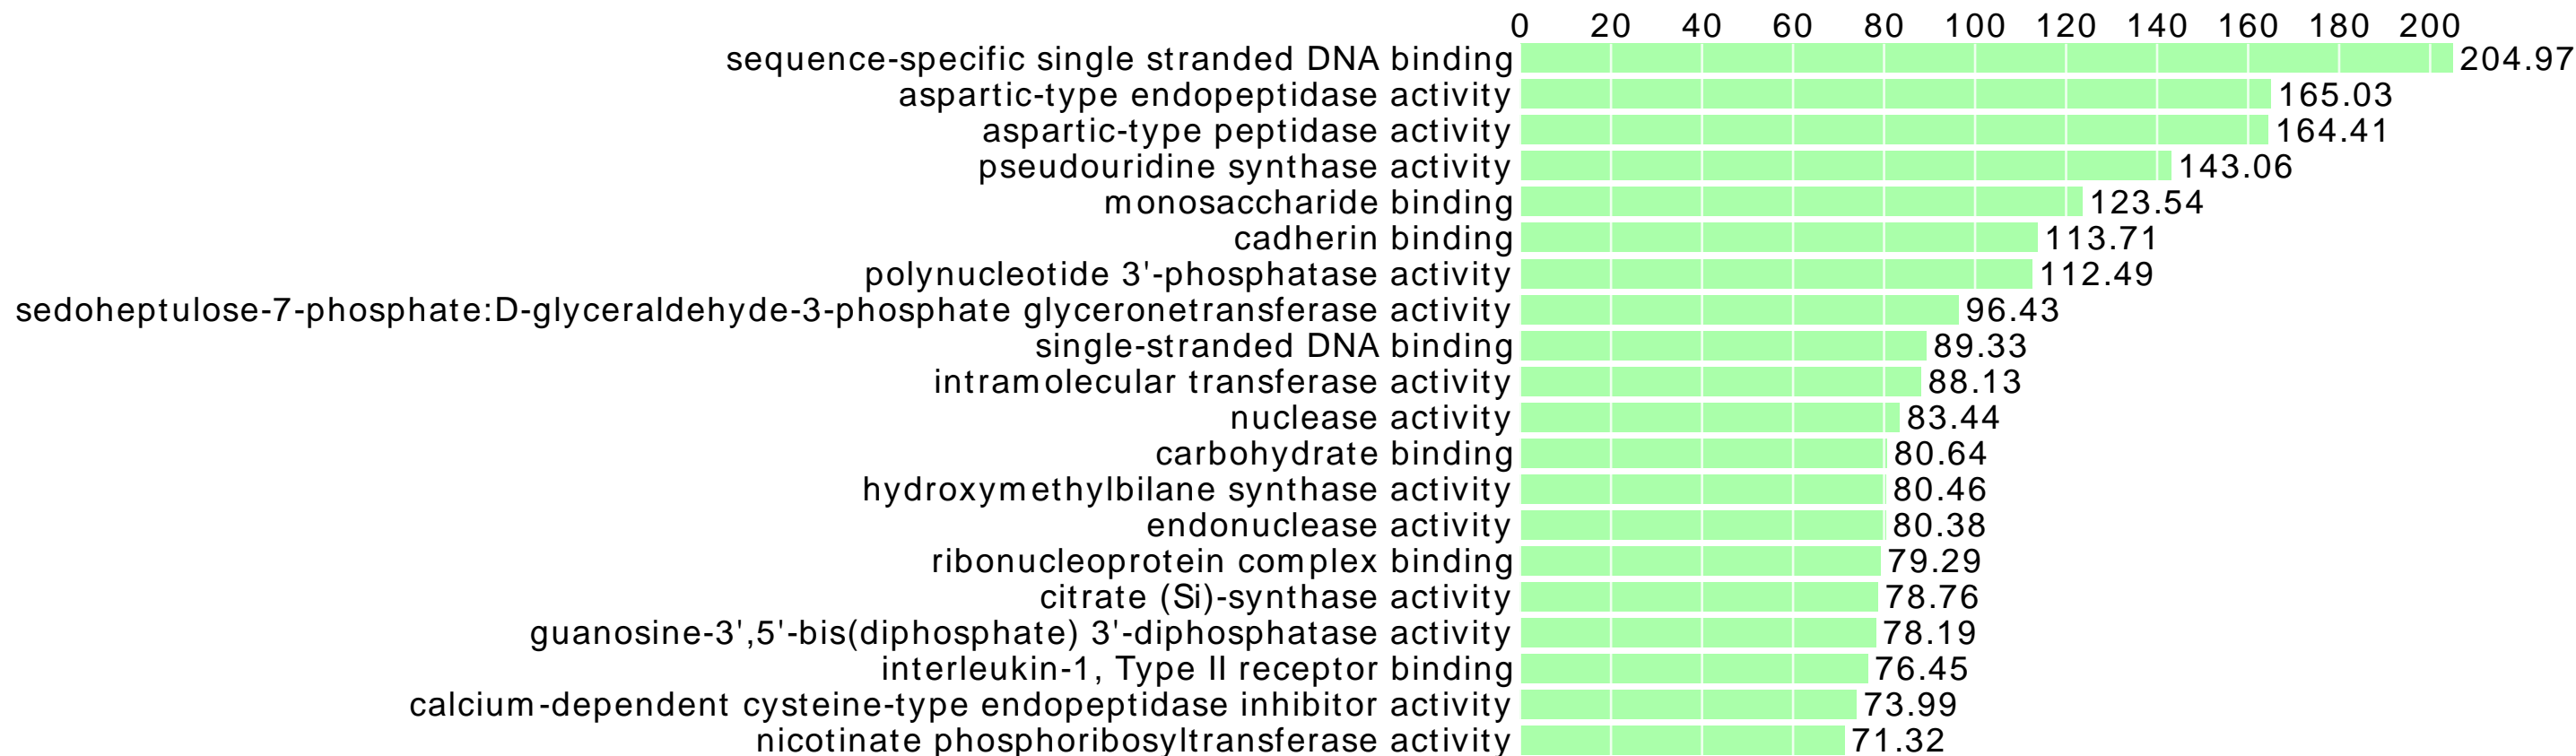 0 20 40 60 80 100 120 140 160 180 200
sequence-specific single stranded DNA binding 204.97
aspartic-type endopeptidase activity 165.03
aspartic-type peptidase activity 164.41
pseudouridine synthase activity 143.06
monosaccharide binding 123.54
cadherin binding 113.71
polynucleotide 3'-phosphatase activity 112.49
sedoheptulose-7-phosphate:D-glyceraldehyde-3-phosphate glyceronetransferase activity 96.43
single-stranded DNA binding 89.33
intramolecular transferase activity 88.13
nuclease activity 83.44
carbohydrate binding 80.64
hydroxymethylbilane synthase activity 80.46
endonuclease activity 80.38
ribonucleoprotein complex binding 79.29
citrate (Si)-synthase activity 78.76
guanosine-3',5'-bis(diphosphate) 3'-diphosphatase activity 78.19
interleukin-1, Type II receptor binding 76.45
calcium-dependent cysteine-type endopeptidase inhibitor activity 73.99
nicotinate phosphoribosyltransferase activity 71.32